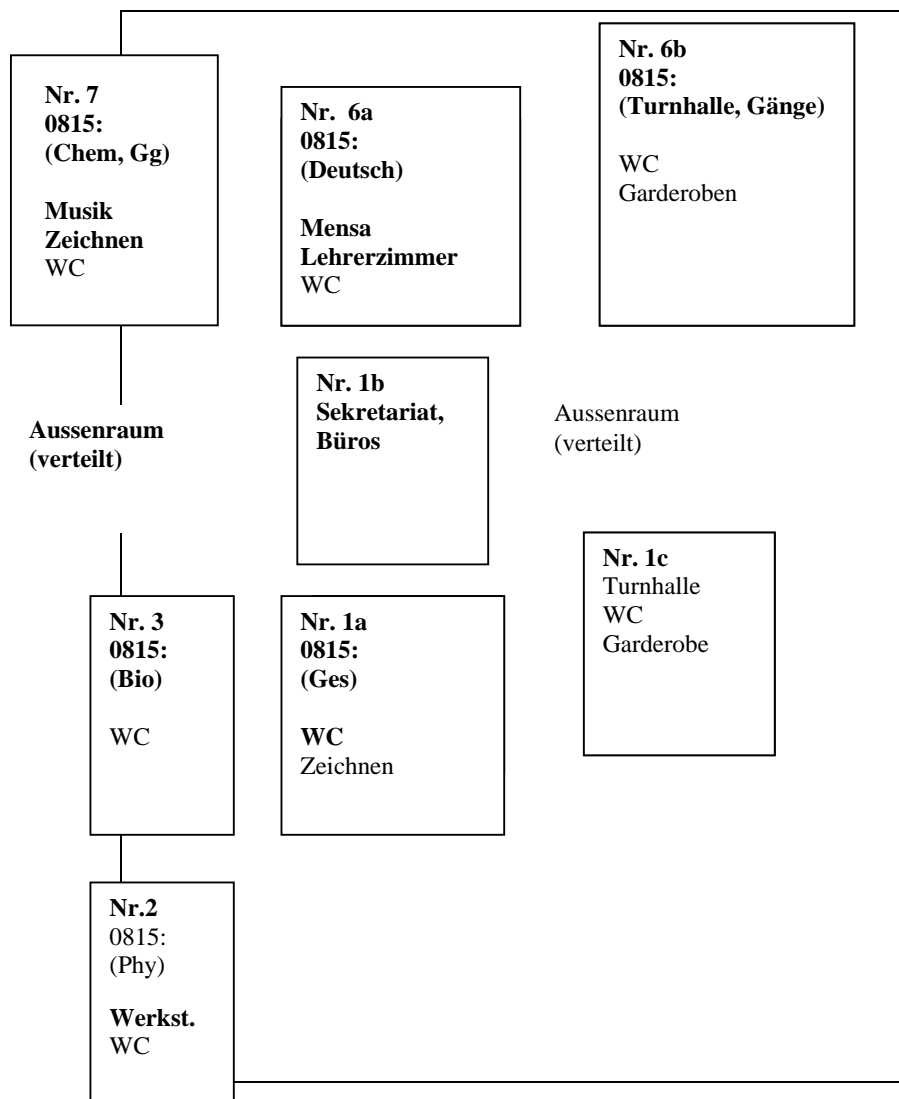 Nr. 7
0815:
(Chem, Gg)
Musik
Zeichnen
WC
Nr. 6a
0815:
(Deutsch)
Mensa
Lehrerzimmer
WC
Nr. 6b
0815:
(Turnhalle, Gänge)
WC
Garderoben
Aussenraum
(verteilt)
Nr. 1b
Sekretariat,
Büros
Aussenraum
(verteilt)
Nr. 3
0815:
(Bio)
WC
Nr. 1a
0815:
(Ges)
WC
Zeichnen
Nr. 1c
Turnhalle
WC
Garderobe
Nr.2
0815:
(Phy)
Werkst.
WC